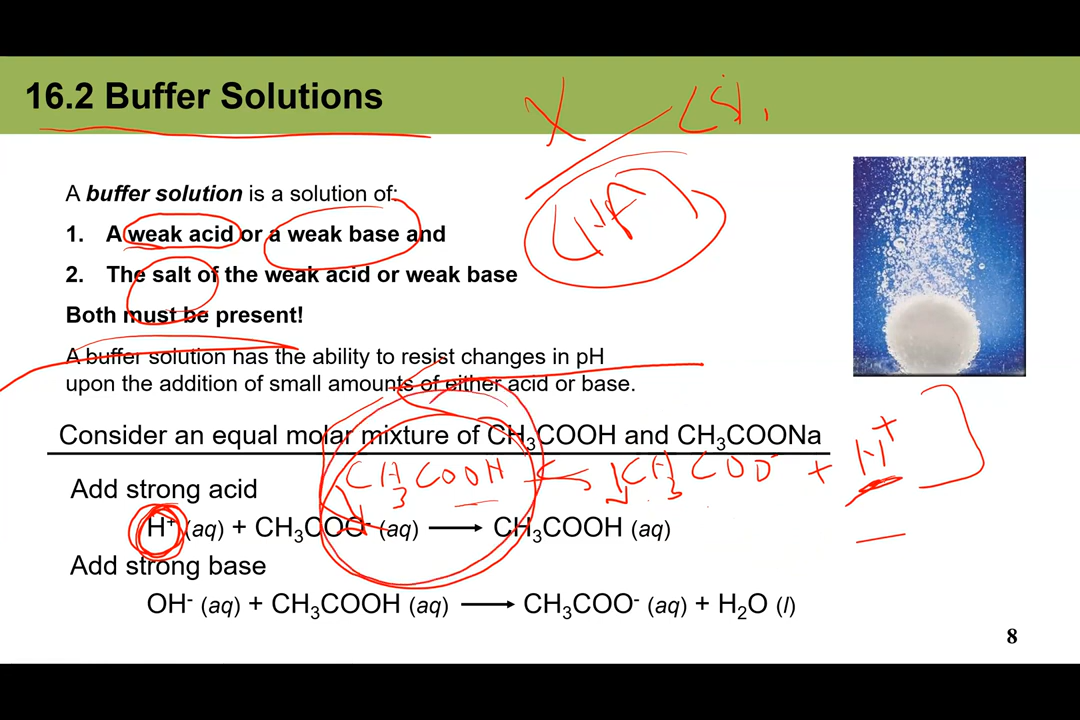 16.2 Buffer Solutions
X
A buffer solution is a solution of:
1. A weak acid or a weak base and
2. The salt of the weak acid or weak base
Both must be present!
A buffer solution has the ability to resist changes in pH
upon the addition of small amounts of either acid or base.
Consider an equal molar mixture of CH₃COOH and CH₃COONa
CH₃COOH ← CH₃COO⁻ + H⁺
Add strong acid
H⁺ (aq) + CH₃COO⁻ (aq) ⟶ CH₃COOH (aq)
Add strong base
OH⁻ (aq) + CH₃COOH (aq) ⟶ CH₃COO⁻ (aq) + H₂O (l)
8